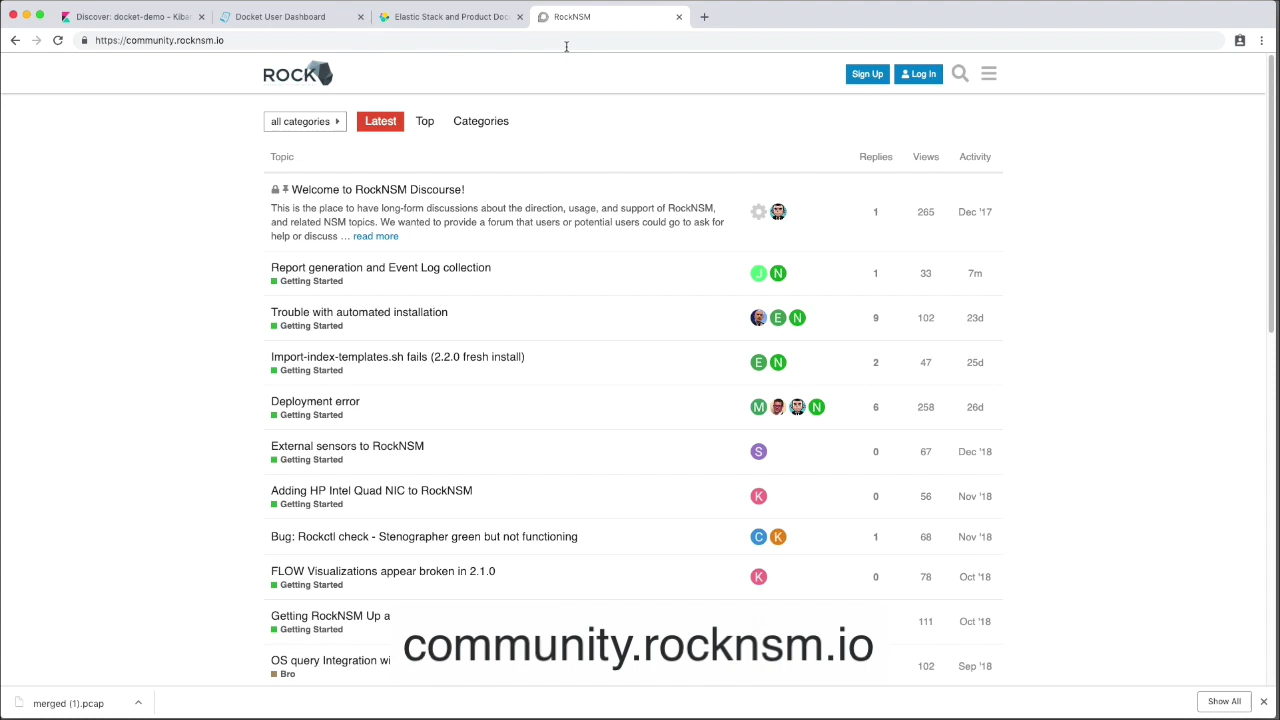 Discover: docket-demo - Kiban
Docket User Dashboard
Elastic Stack and Product Doc
RockNSM
https://community.rocknsm.io
ROCK
Sign Up
Log In
all categories
Latest
Top
Categories
Topic
Replies
Views
Activity
Welcome to RockNSM Discourse!
This is the place to have long-form discussions about the direction, usage, and support of RockNSM,
and related NSM topics. We wanted to provide a forum that users or potential users could go to ask for
help or discuss … read more
1
265
Dec '17
Report generation and Event Log collection
Getting Started
J N
1
33
7m
Trouble with automated installation
Getting Started
E N
9
102
23d
Import-index-templates.sh fails (2.2.0 fresh install)
Getting Started
E N
2
47
25d
Deployment error
Getting Started
M N
6
258
26d
External sensors to RockNSM
Getting Started
S
0
67
Dec '18
Adding HP Intel Quad NIC to RockNSM
Getting Started
K
0
56
Nov '18
Bug: Rockctl check - Stenographer green but not functioning
C K
1
68
Nov '18
FLOW Visualizations appear broken in 2.1.0
Getting Started
K
0
78
Oct '18
Getting RockNSM Up a
Getting Started
111
Oct '18
OS query Integration wi
Bro
102
Sep '18
community.rocknsm.io
merged (1).pcap
Show All